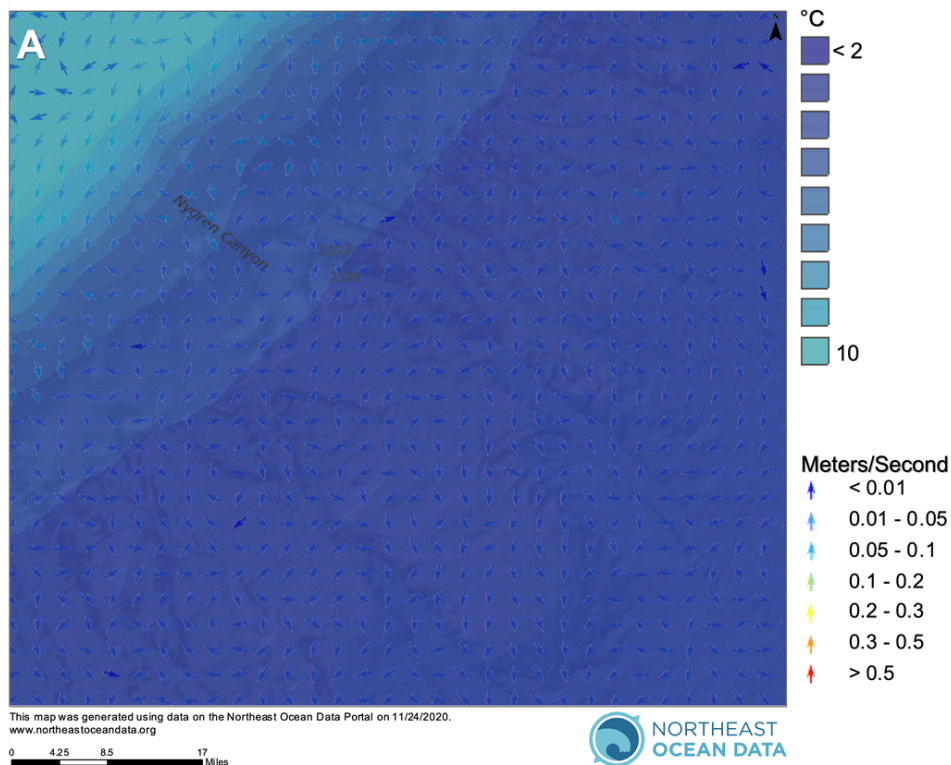 A
N
Nygren Canyon
°C
< 2
10
Meters/Second
< 0.01
0.01 - 0.05
0.05 - 0.1
0.1 - 0.2
0.2 - 0.3
0.3 - 0.5
> 0.5
This map was generated using data on the Northeast Ocean Data Portal on 11/24/2020.
www.northeastoceandata.org
0 4.25 8.5 17
Miles
NORTHEAST
OCEAN DATA